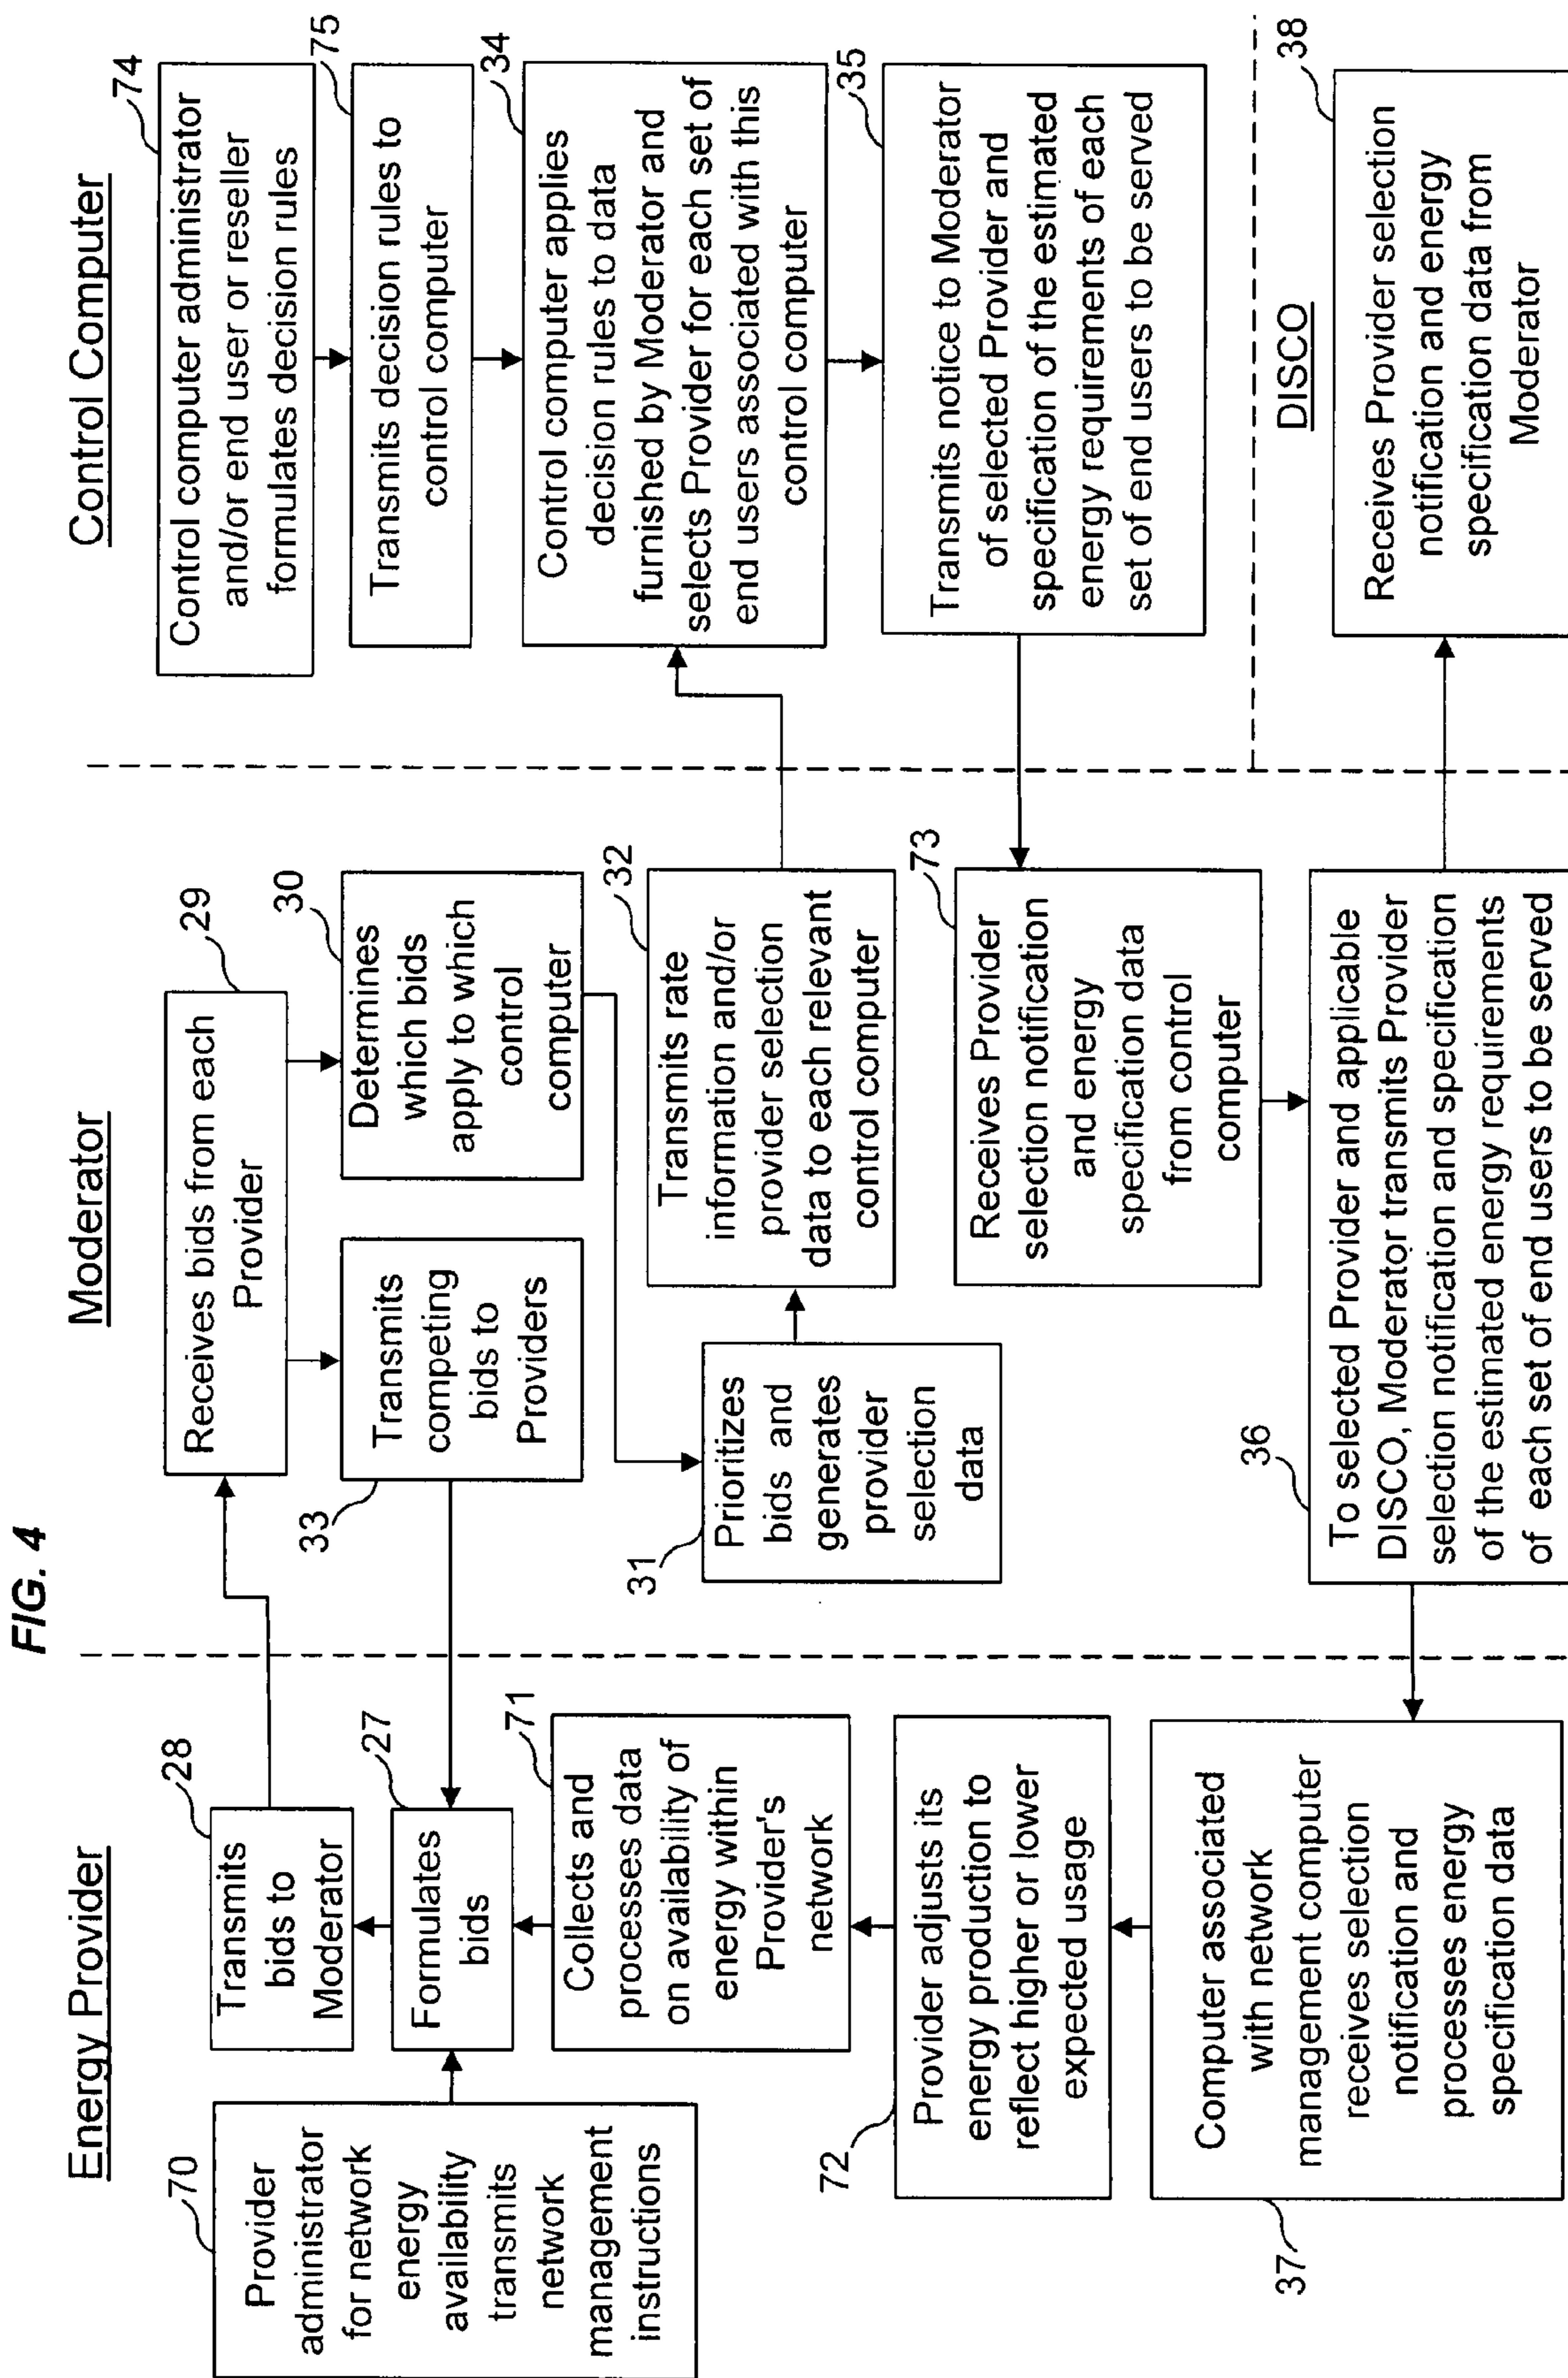 FIG. 4
Energy Provider
70
Provider
administrator
for network
energy
availability
transmits
network
management
instructions
28
Transmits
bids to
Moderator
27
Formulates
bids
71
Collects and
processes data
on availability of
energy within
Provider's
network
72
Provider adjusts its
energy production to
reflect higher or lower
expected usage
37
Computer associated
with network
management computer
receives selection
notification and
processes energy
specification data
Moderator
29
Receives bids from each
Provider
33
Transmits
competing
bids to
Providers
30
Determines
which bids
apply to which
control
computer
31
Prioritizes
bids and
generates
provider
selection
data
32
Transmits rate
information and/or
provider selection
data to each relevant
control computer
73
Receives Provider
selection notification
and energy
specification data
from control
computer
36
To selected Provider and applicable
DISCO, Moderator transmits Provider
selection notification and specification
of the estimated energy requirements
of each set of end users to be served
Control Computer
74
Control computer administrator
and/or end user or reseller
formulates decision rules
75
Transmits decision rules to
control computer
34
Control computer applies
decision rules to data
furnished by Moderator and
selects Provider for each set of
end users associated with this
control computer
35
Transmits notice to Moderator
of selected Provider and
specification of the estimated
energy requirements of each
set of end users to be served
DISCO
38
Receives Provider selection
notification and energy
specification data from
Moderator